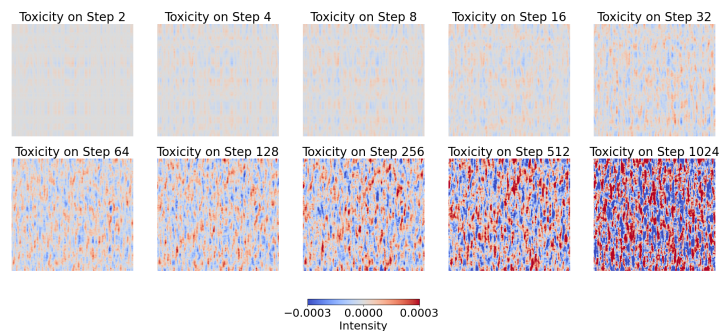 Toxicity on Step 2
Toxicity on Step 4
Toxicity on Step 8
Toxicity on Step 16
Toxicity on Step 32
Toxicity on Step 64
Toxicity on Step 128
Toxicity on Step 256
Toxicity on Step 512
Toxicity on Step 1024
−0.0003 0.0000 0.0003
Intensity